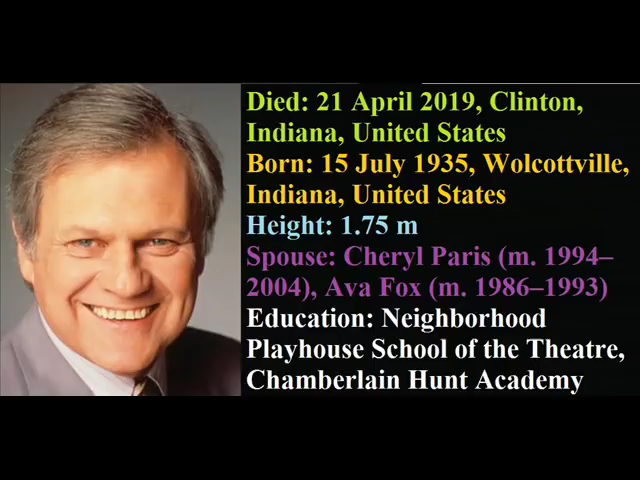 Died: 21 April 2019, Clinton,
Indiana, United States
Born: 15 July 1935, Wolcottville,
Indiana, United States
Height: 1.75 m
Spouse: Cheryl Paris (m. 1994–
2004), Ava Fox (m. 1986–1993)
Education: Neighborhood
Playhouse School of the Theatre,
Chamberlain Hunt Academy